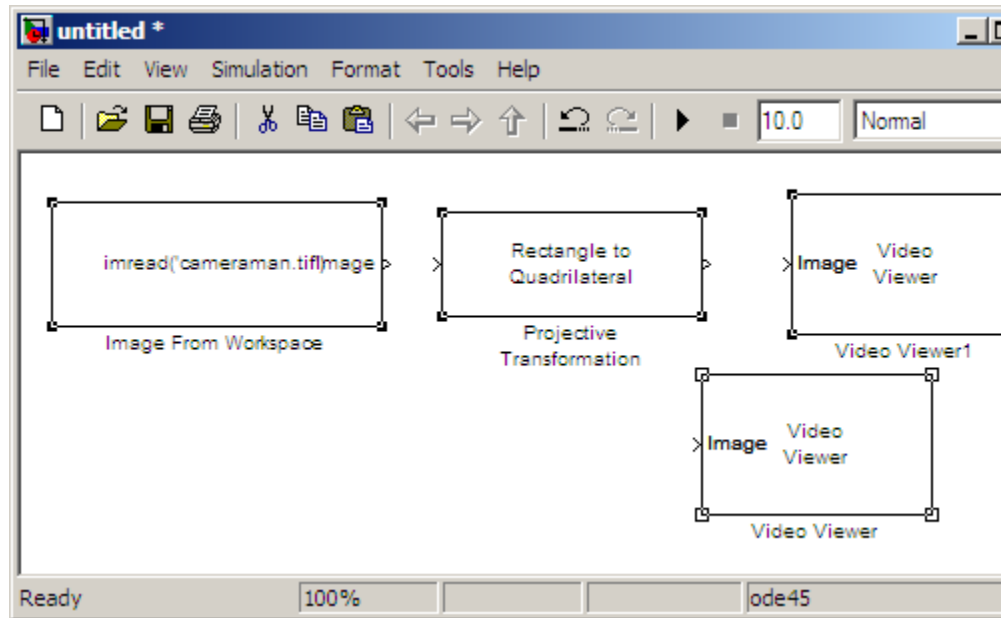 untitled *
File Edit View Simulation Format Tools Help
10.0 Normal
imread('cameraman.tif')mage
Image From Workspace
Rectangle to
Quadrilateral
Projective
Transformation
Image Video
Viewer
Video Viewer1
Image Video
Viewer
Video Viewer
Ready 100% ode45